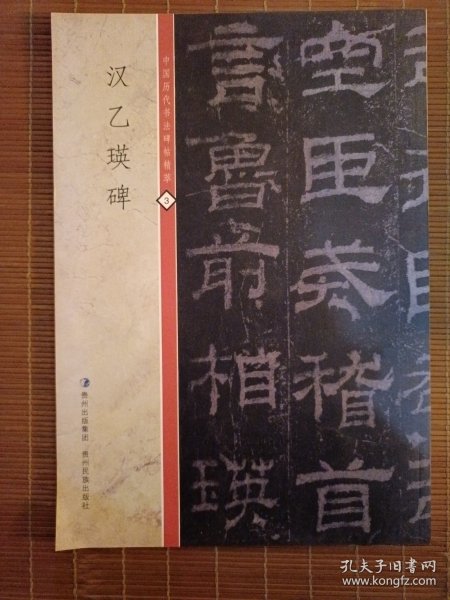 汉乙瑛碑
中国历代书法碑帖精萃
3
空臣戒稽首
言鲁前相瑛
贵州出版集团 贵州民族出版社
孔夫子旧书网
www.kongfz.com